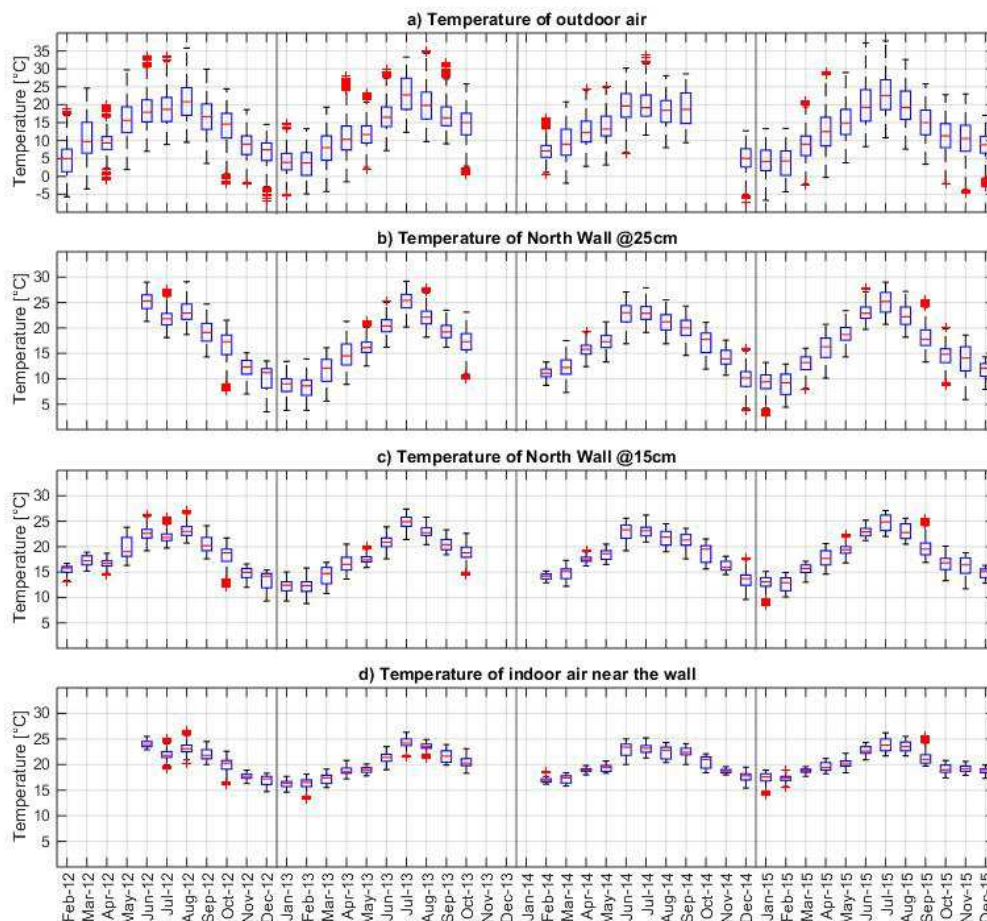 a) Temperature of outdoor air
Temperature [°C]
35
30
25
20
15
10
5
0
-5
b) Temperature of North Wall @25cm
Temperature [°C]
30
25
20
15
10
5
c) Temperature of North Wall @15cm
Temperature [°C]
30
25
20
15
10
5
d) Temperature of indoor air near the wall
Temperature [°C]
30
25
20
15
10
5
Feb-12
Mar-12
Apr-12
May-12
Jun-12
Jul-12
Aug-12
Sep-12
Oct-12
Nov-12
Dec-12
Jan-13
Feb-13
Mar-13
Apr-13
May-13
Jun-13
Jul-13
Aug-13
Sep-13
Oct-13
Nov-13
Dec-13
Jan-14
Feb-14
Mar-14
Apr-14
May-14
Jun-14
Jul-14
Aug-14
Sep-14
Oct-14
Nov-14
Dec-14
Jan-15
Feb-15
Mar-15
Apr-15
May-15
Jun-15
Jul-15
Aug-15
Sep-15
Oct-15
Nov-15
Dec-15